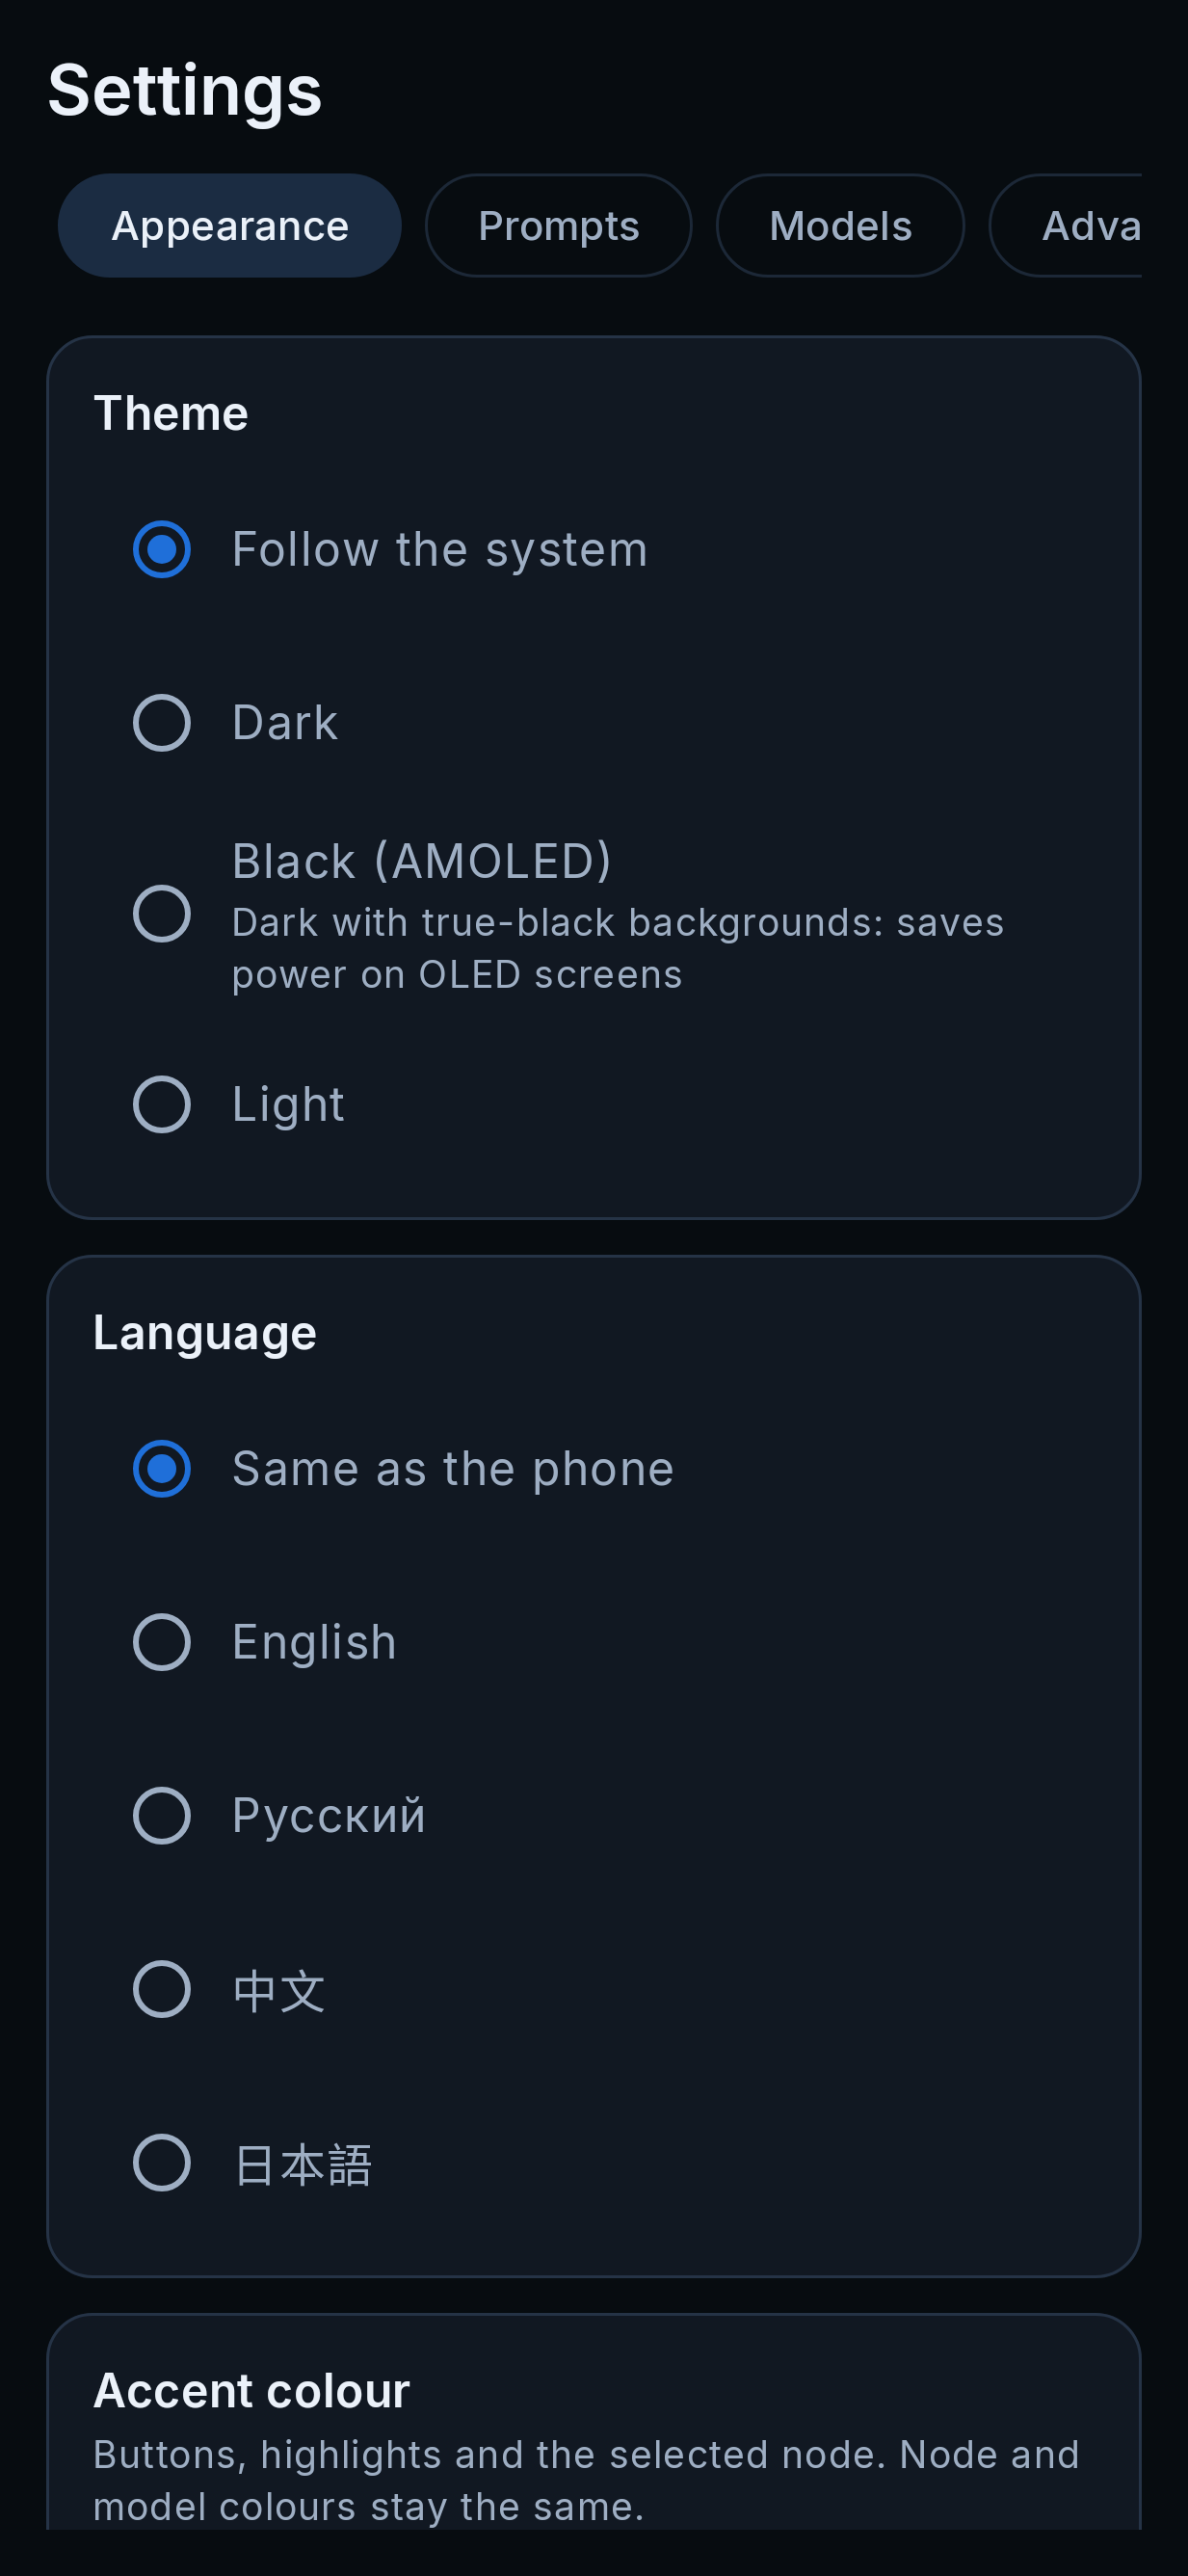 Settings
Appearance
Prompts
Models
Adva
Theme
Follow the system
Dark
Black (AMOLED)
Dark with true-black backgrounds: saves
power on OLED screens
Light
Language
Same as the phone
English
Русский
中文
日本語
Accent colour
Buttons, highlights and the selected node. Node and
model colours stay the same.